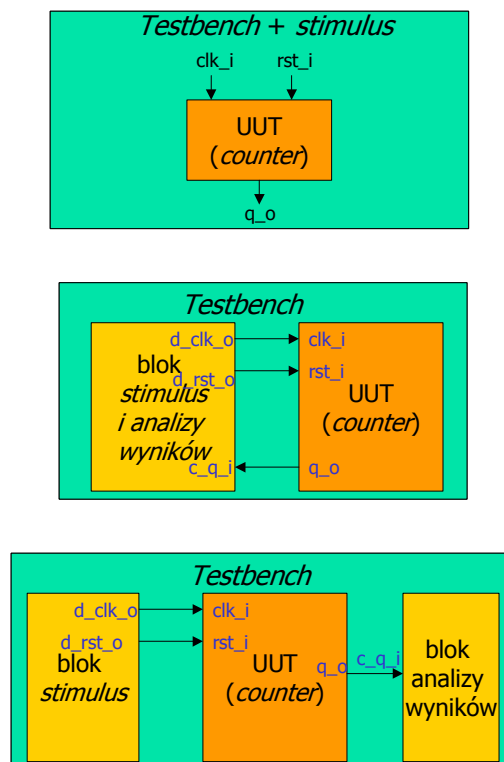 Testbench + stimulus
clk_i rst_i
UUT
(counter)
q_o
Testbench
d_clk_o clk_i
blok
d_rst_o rst_i
stimulus
i analizy
wyników
UUT
(counter)
c_q_i q_o
Testbench
d_clk_o clk_i
d_rst_o rst_i
blok
stimulus
UUT
(counter)
q_o c_q_i
blok
analizy
wyników